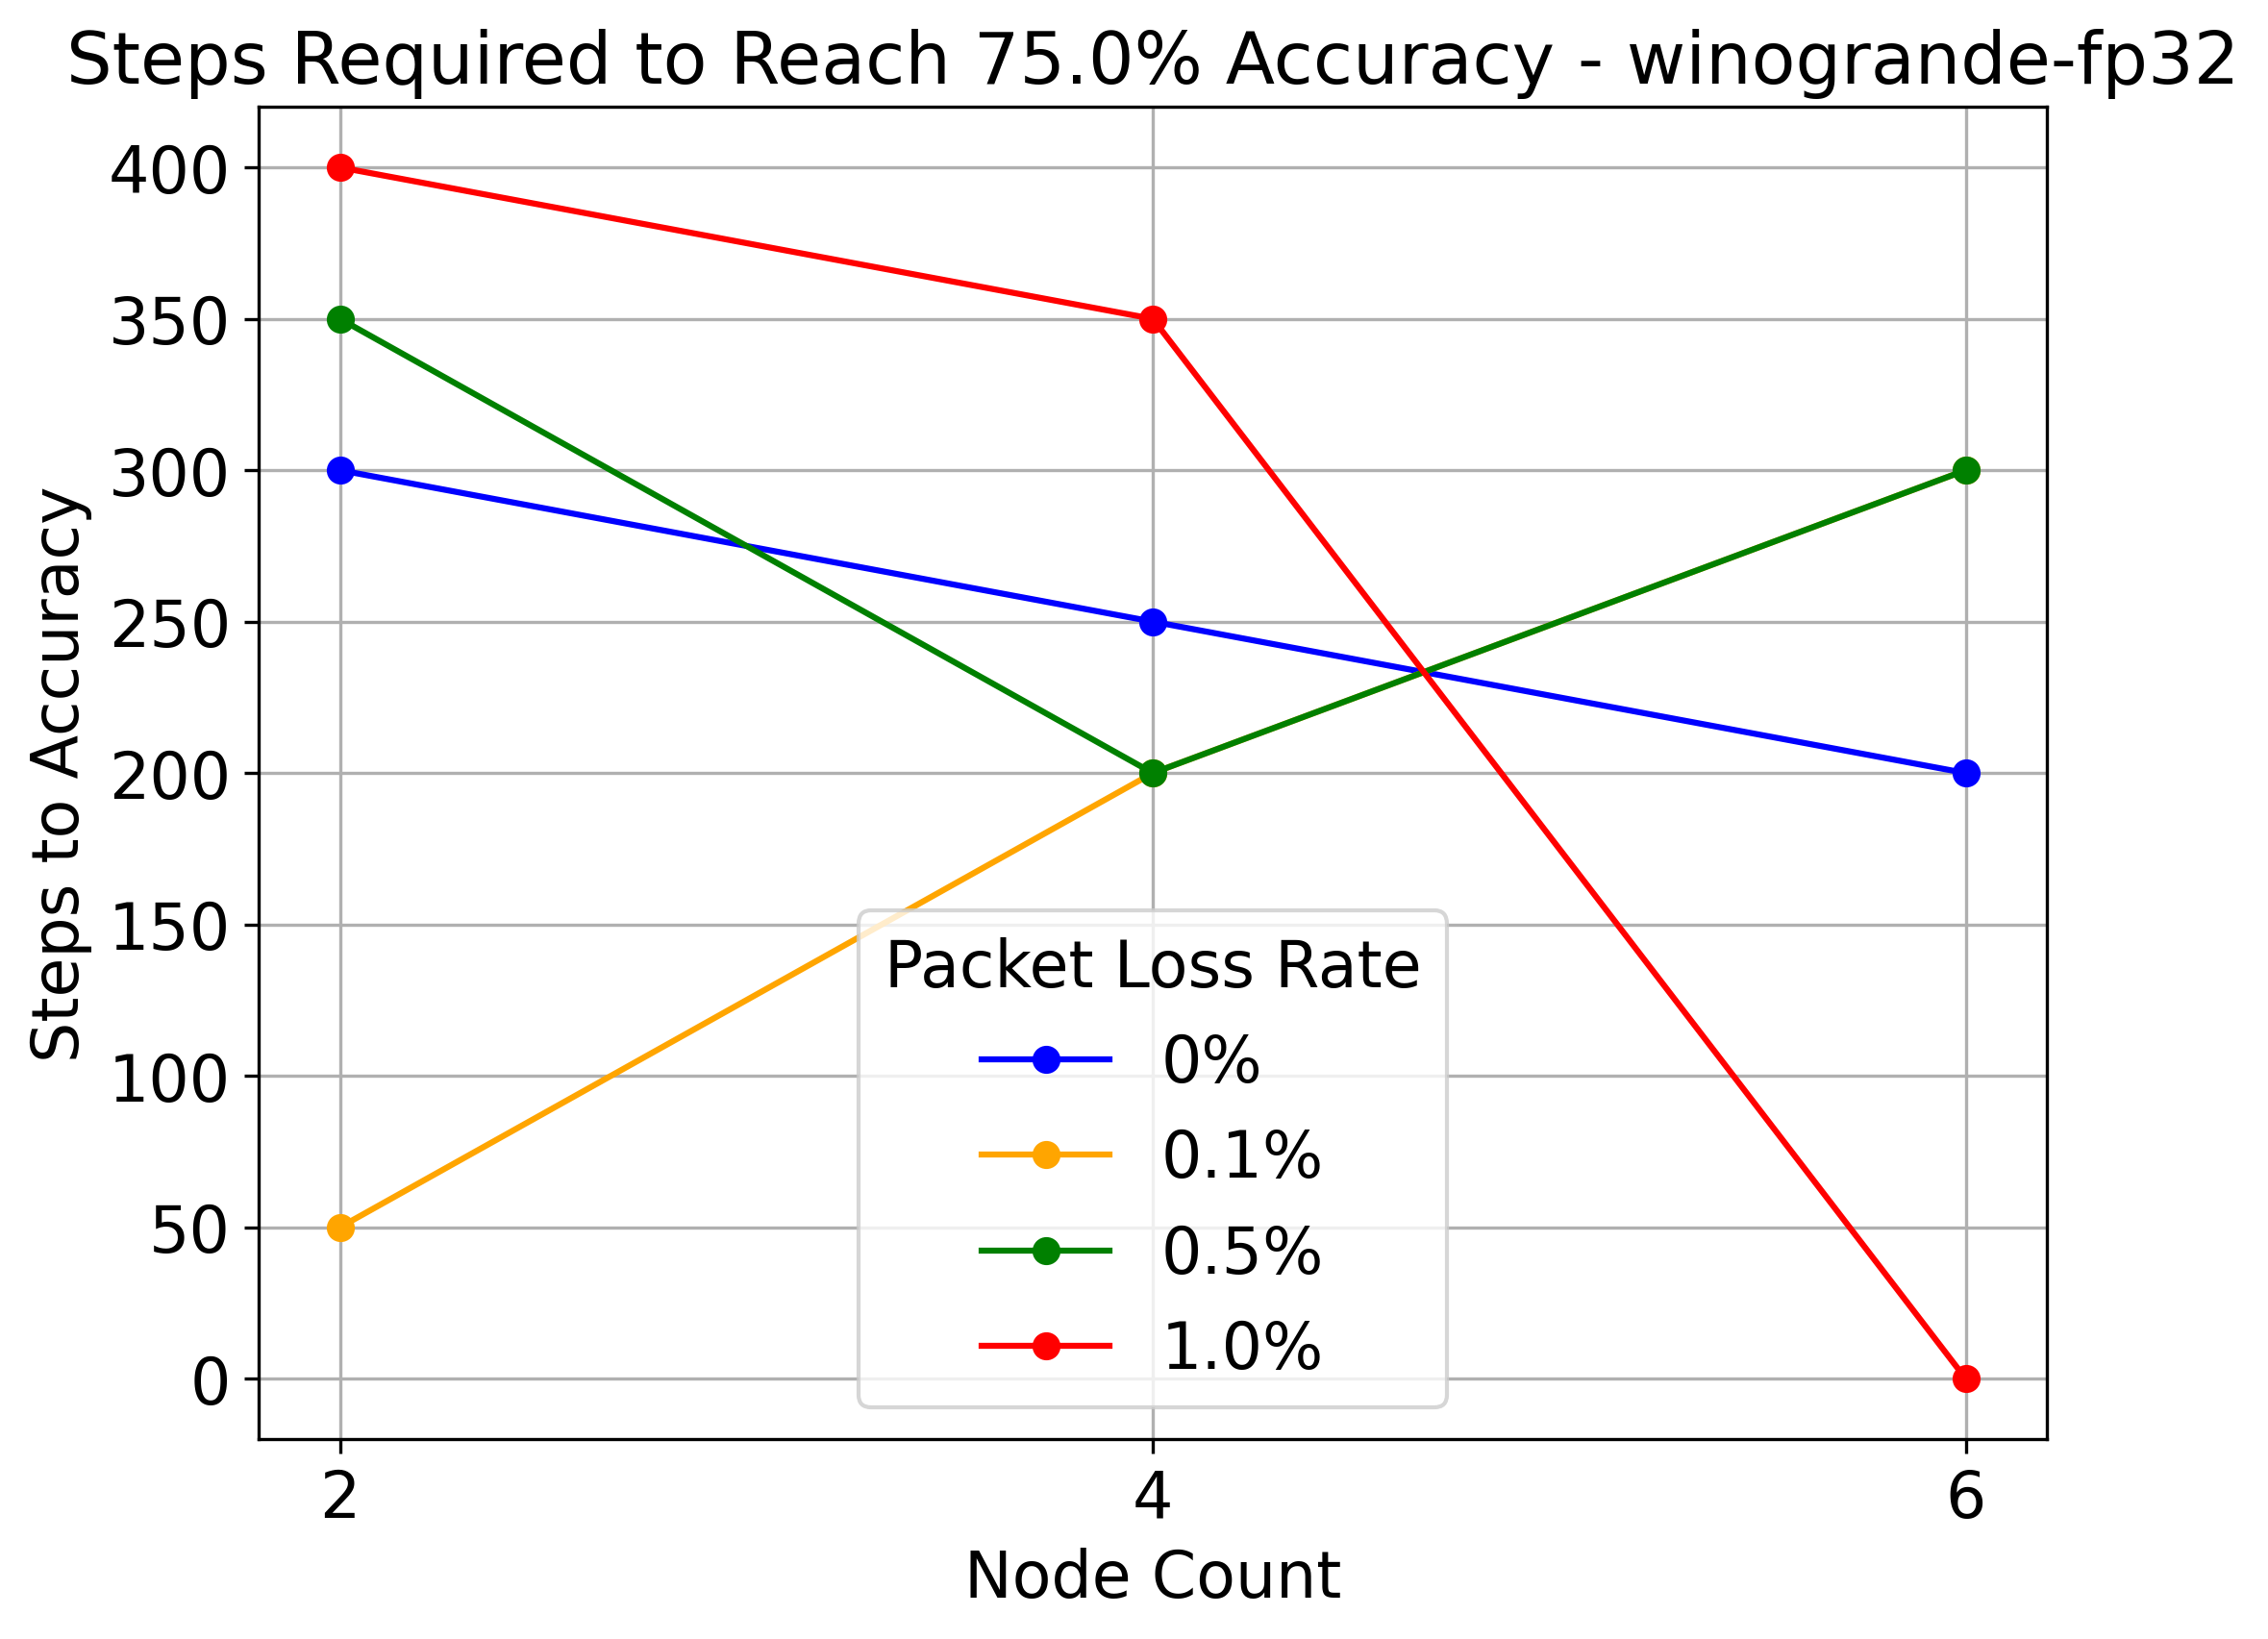 Steps Required to Reach 75.0% Accuracy - winogrande-fp32
Steps to Accuracy
400
350
300
250
200
150
100
50
0
Packet Loss Rate
0%
0.1%
0.5%
1.0%
2 4 6
Node Count